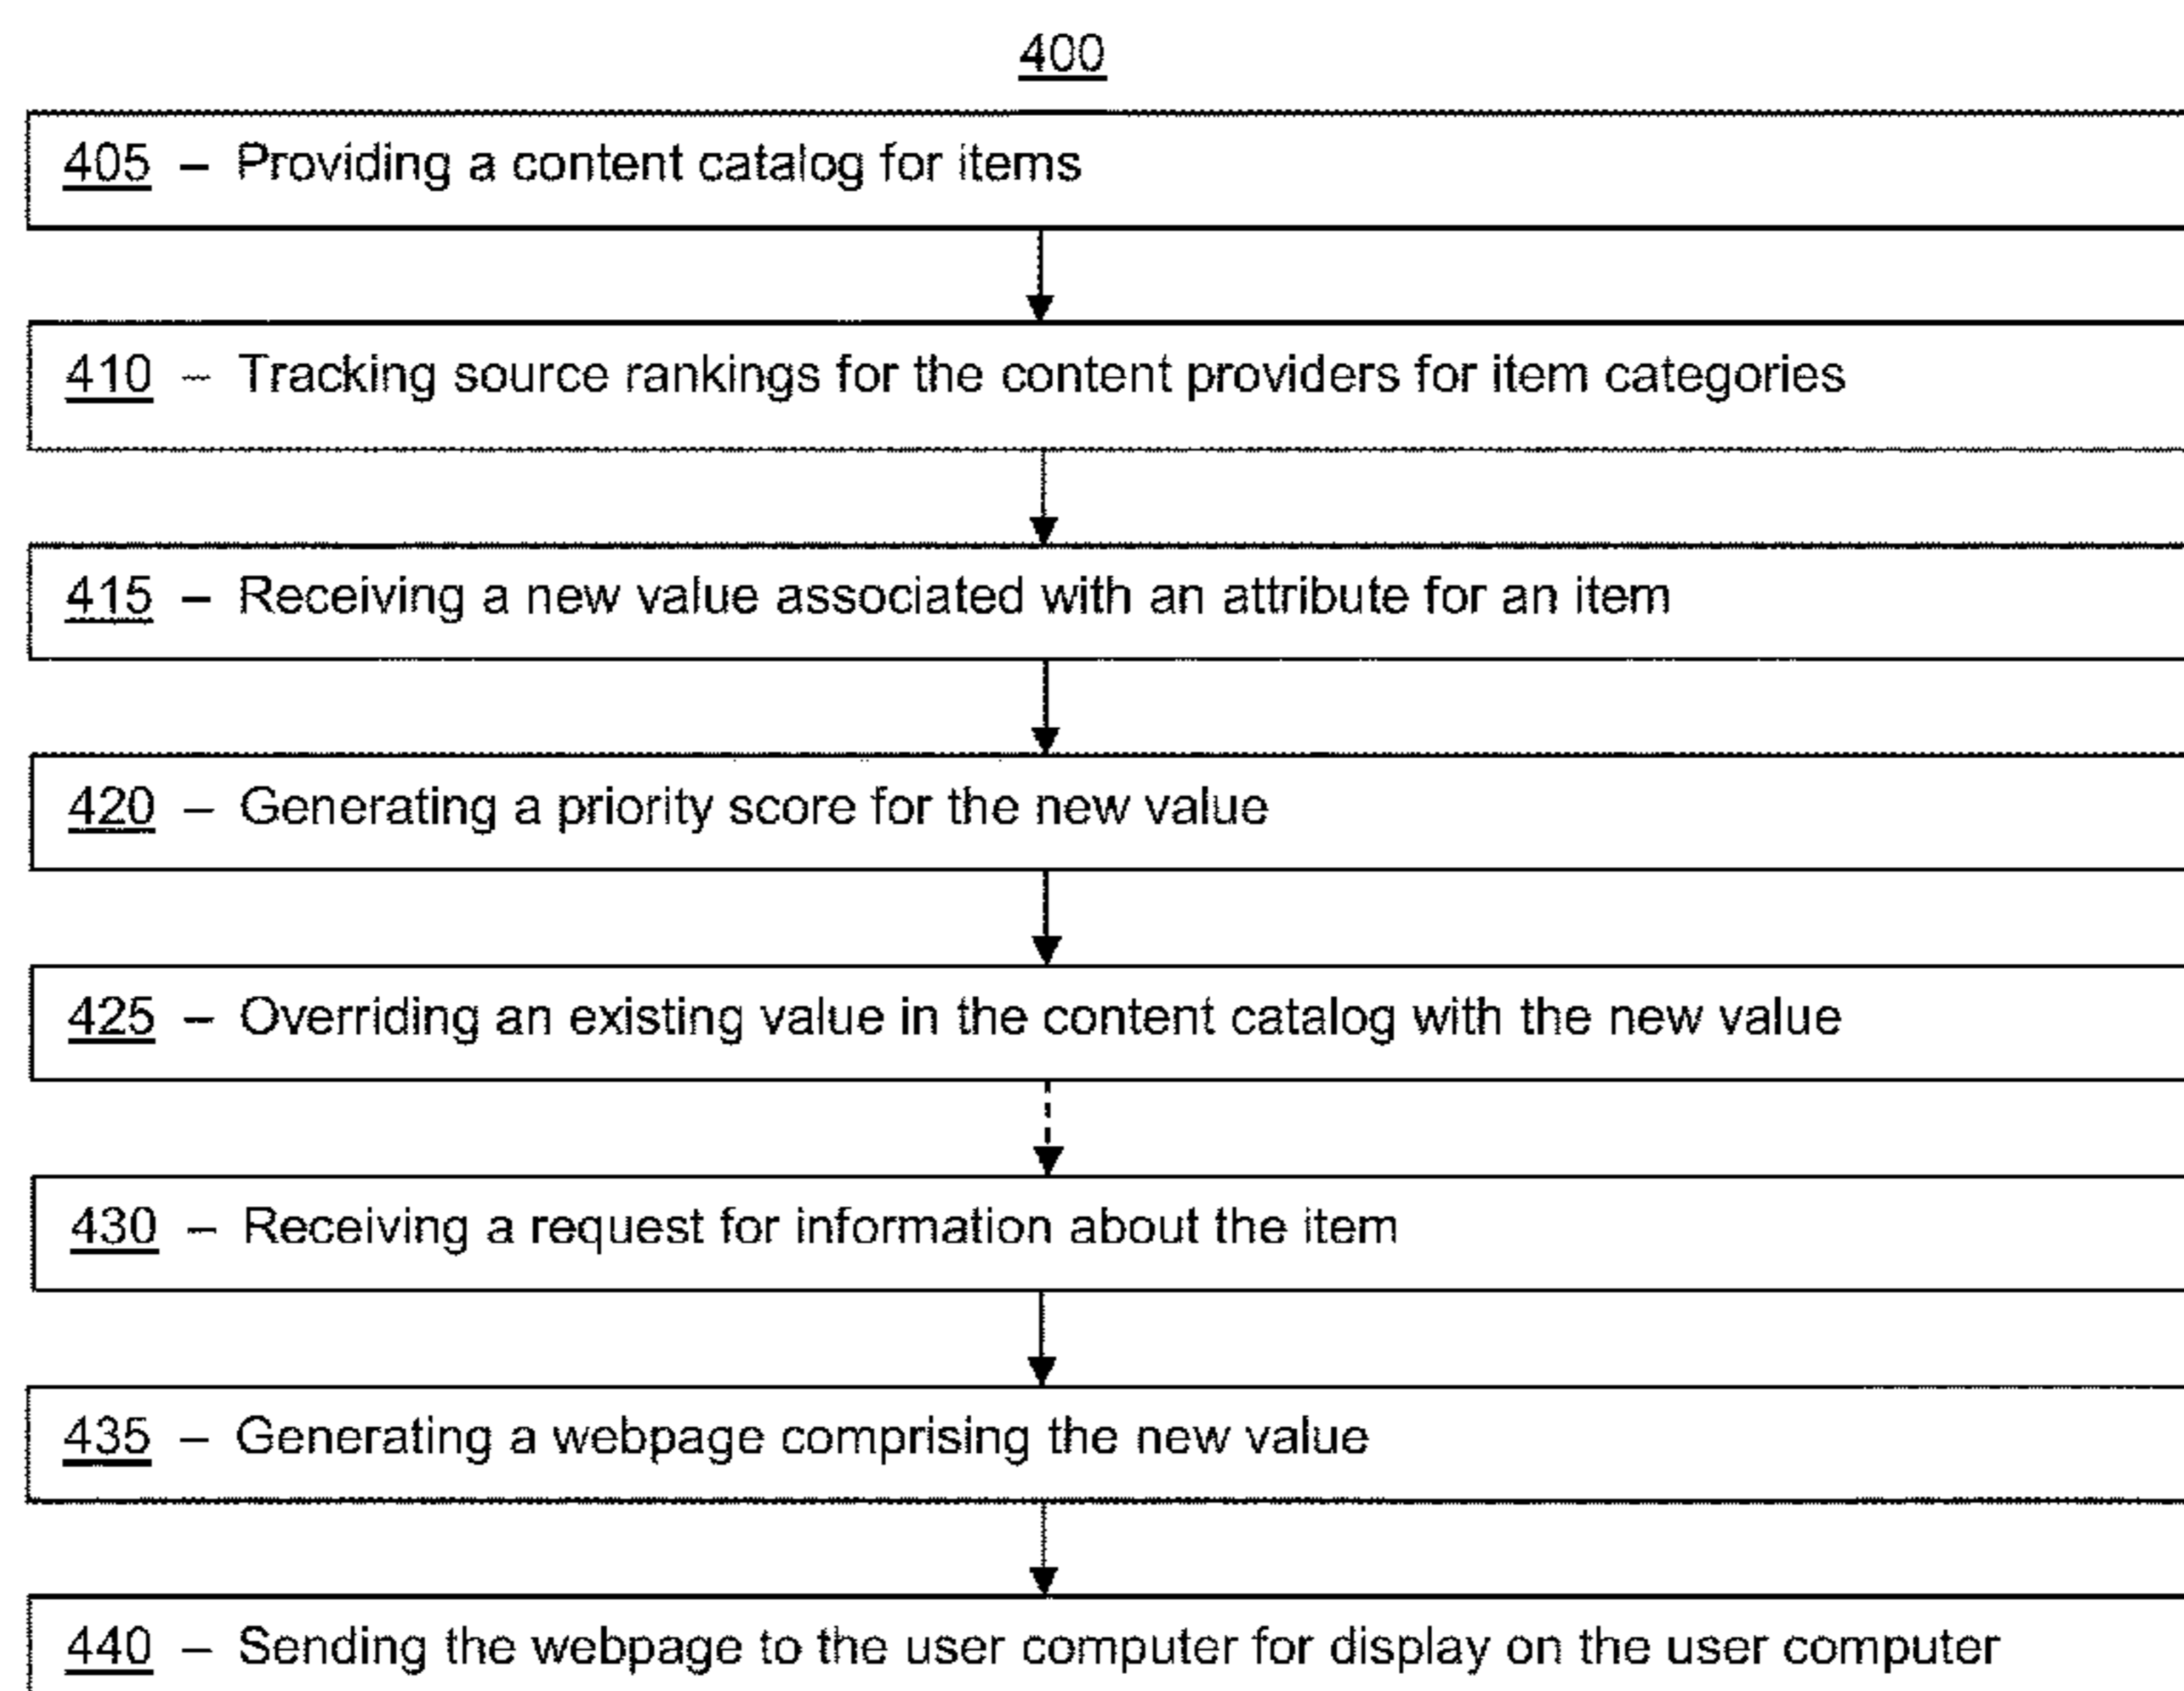 400
405 – Providing a content catalog for items
410 – Tracking source rankings for the content providers for item categories
415 – Receiving a new value associated with an attribute for an item
420 – Generating a priority score for the new value
425 – Overriding an existing value in the content catalog with the new value
430 – Receiving a request for information about the item
435 – Generating a webpage comprising the new value
440 – Sending the webpage to the user computer for display on the user computer